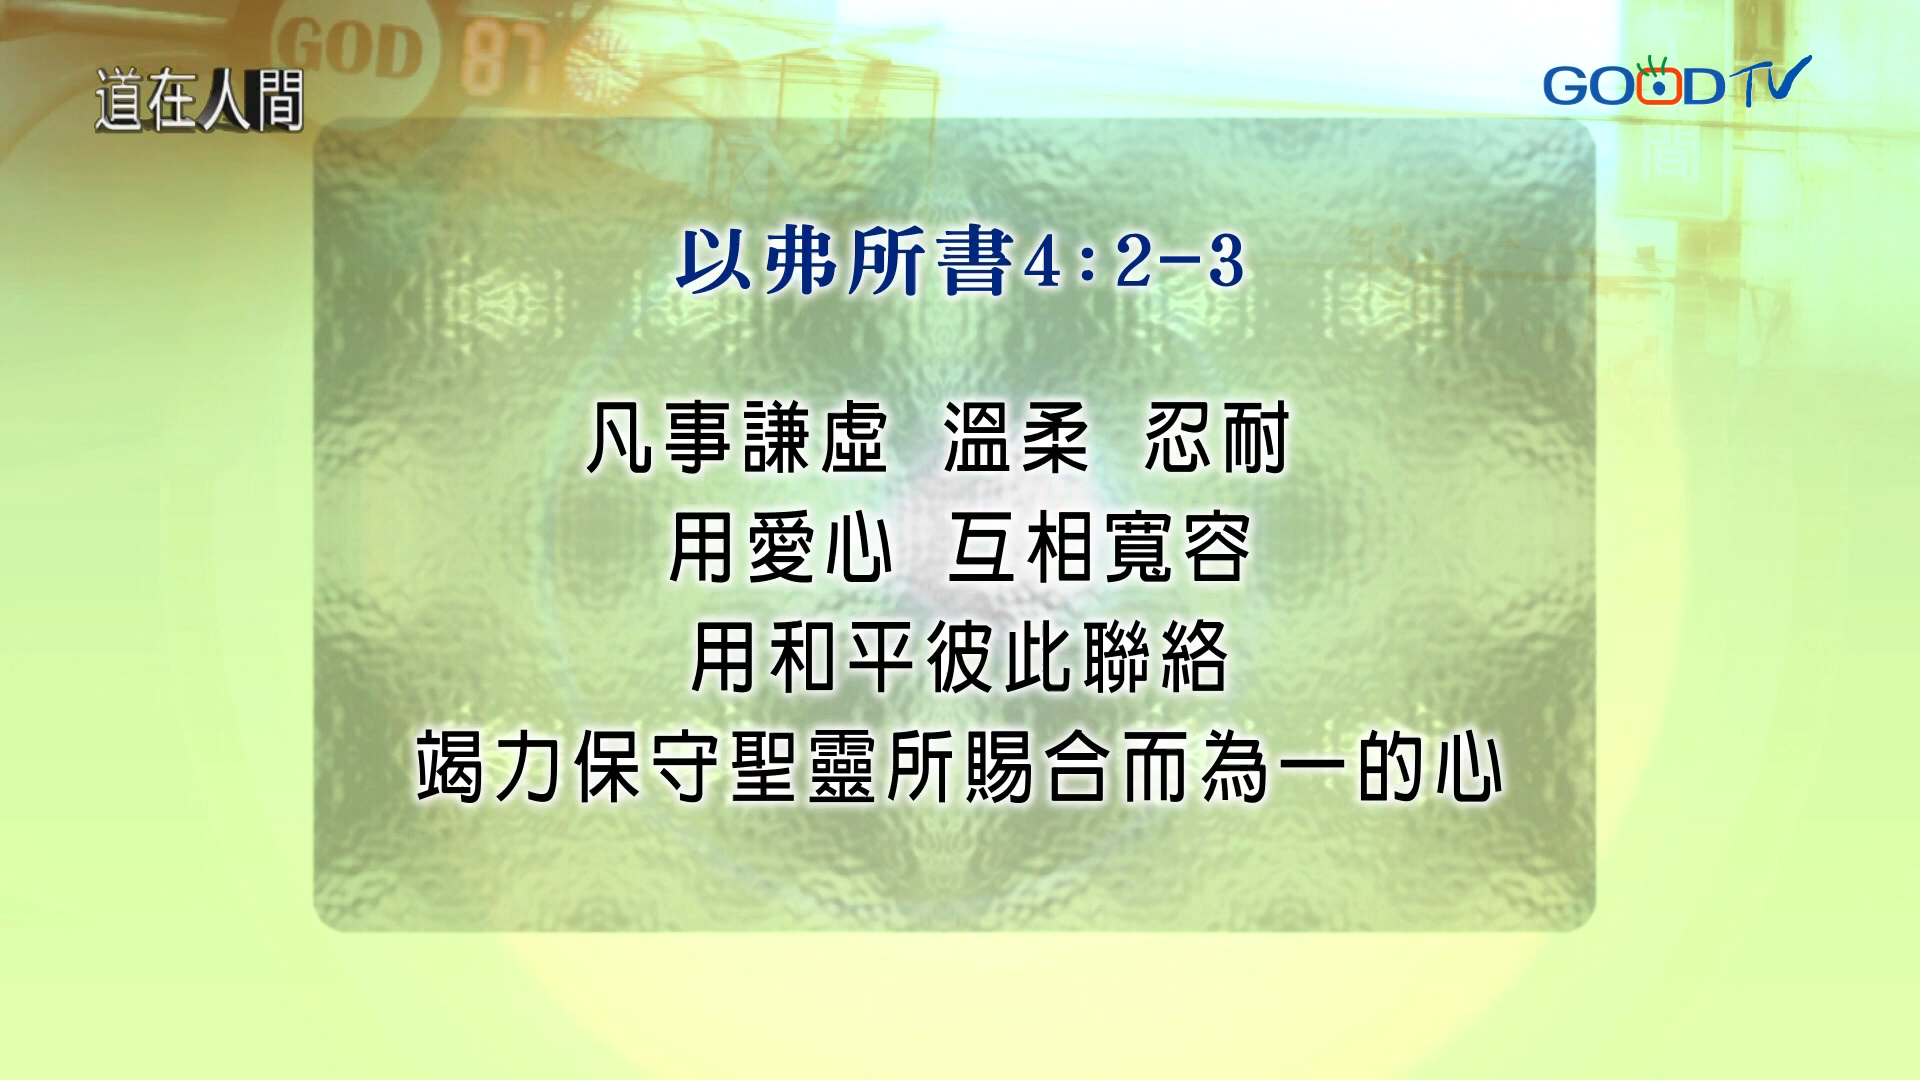 GOD 87
道在人間
GOODTV
以弗所書4:2-3
凡事謙虛 溫柔 忍耐
用愛心 互相寬容
用和平彼此聯絡
竭力保守聖靈所賜合而為一的心